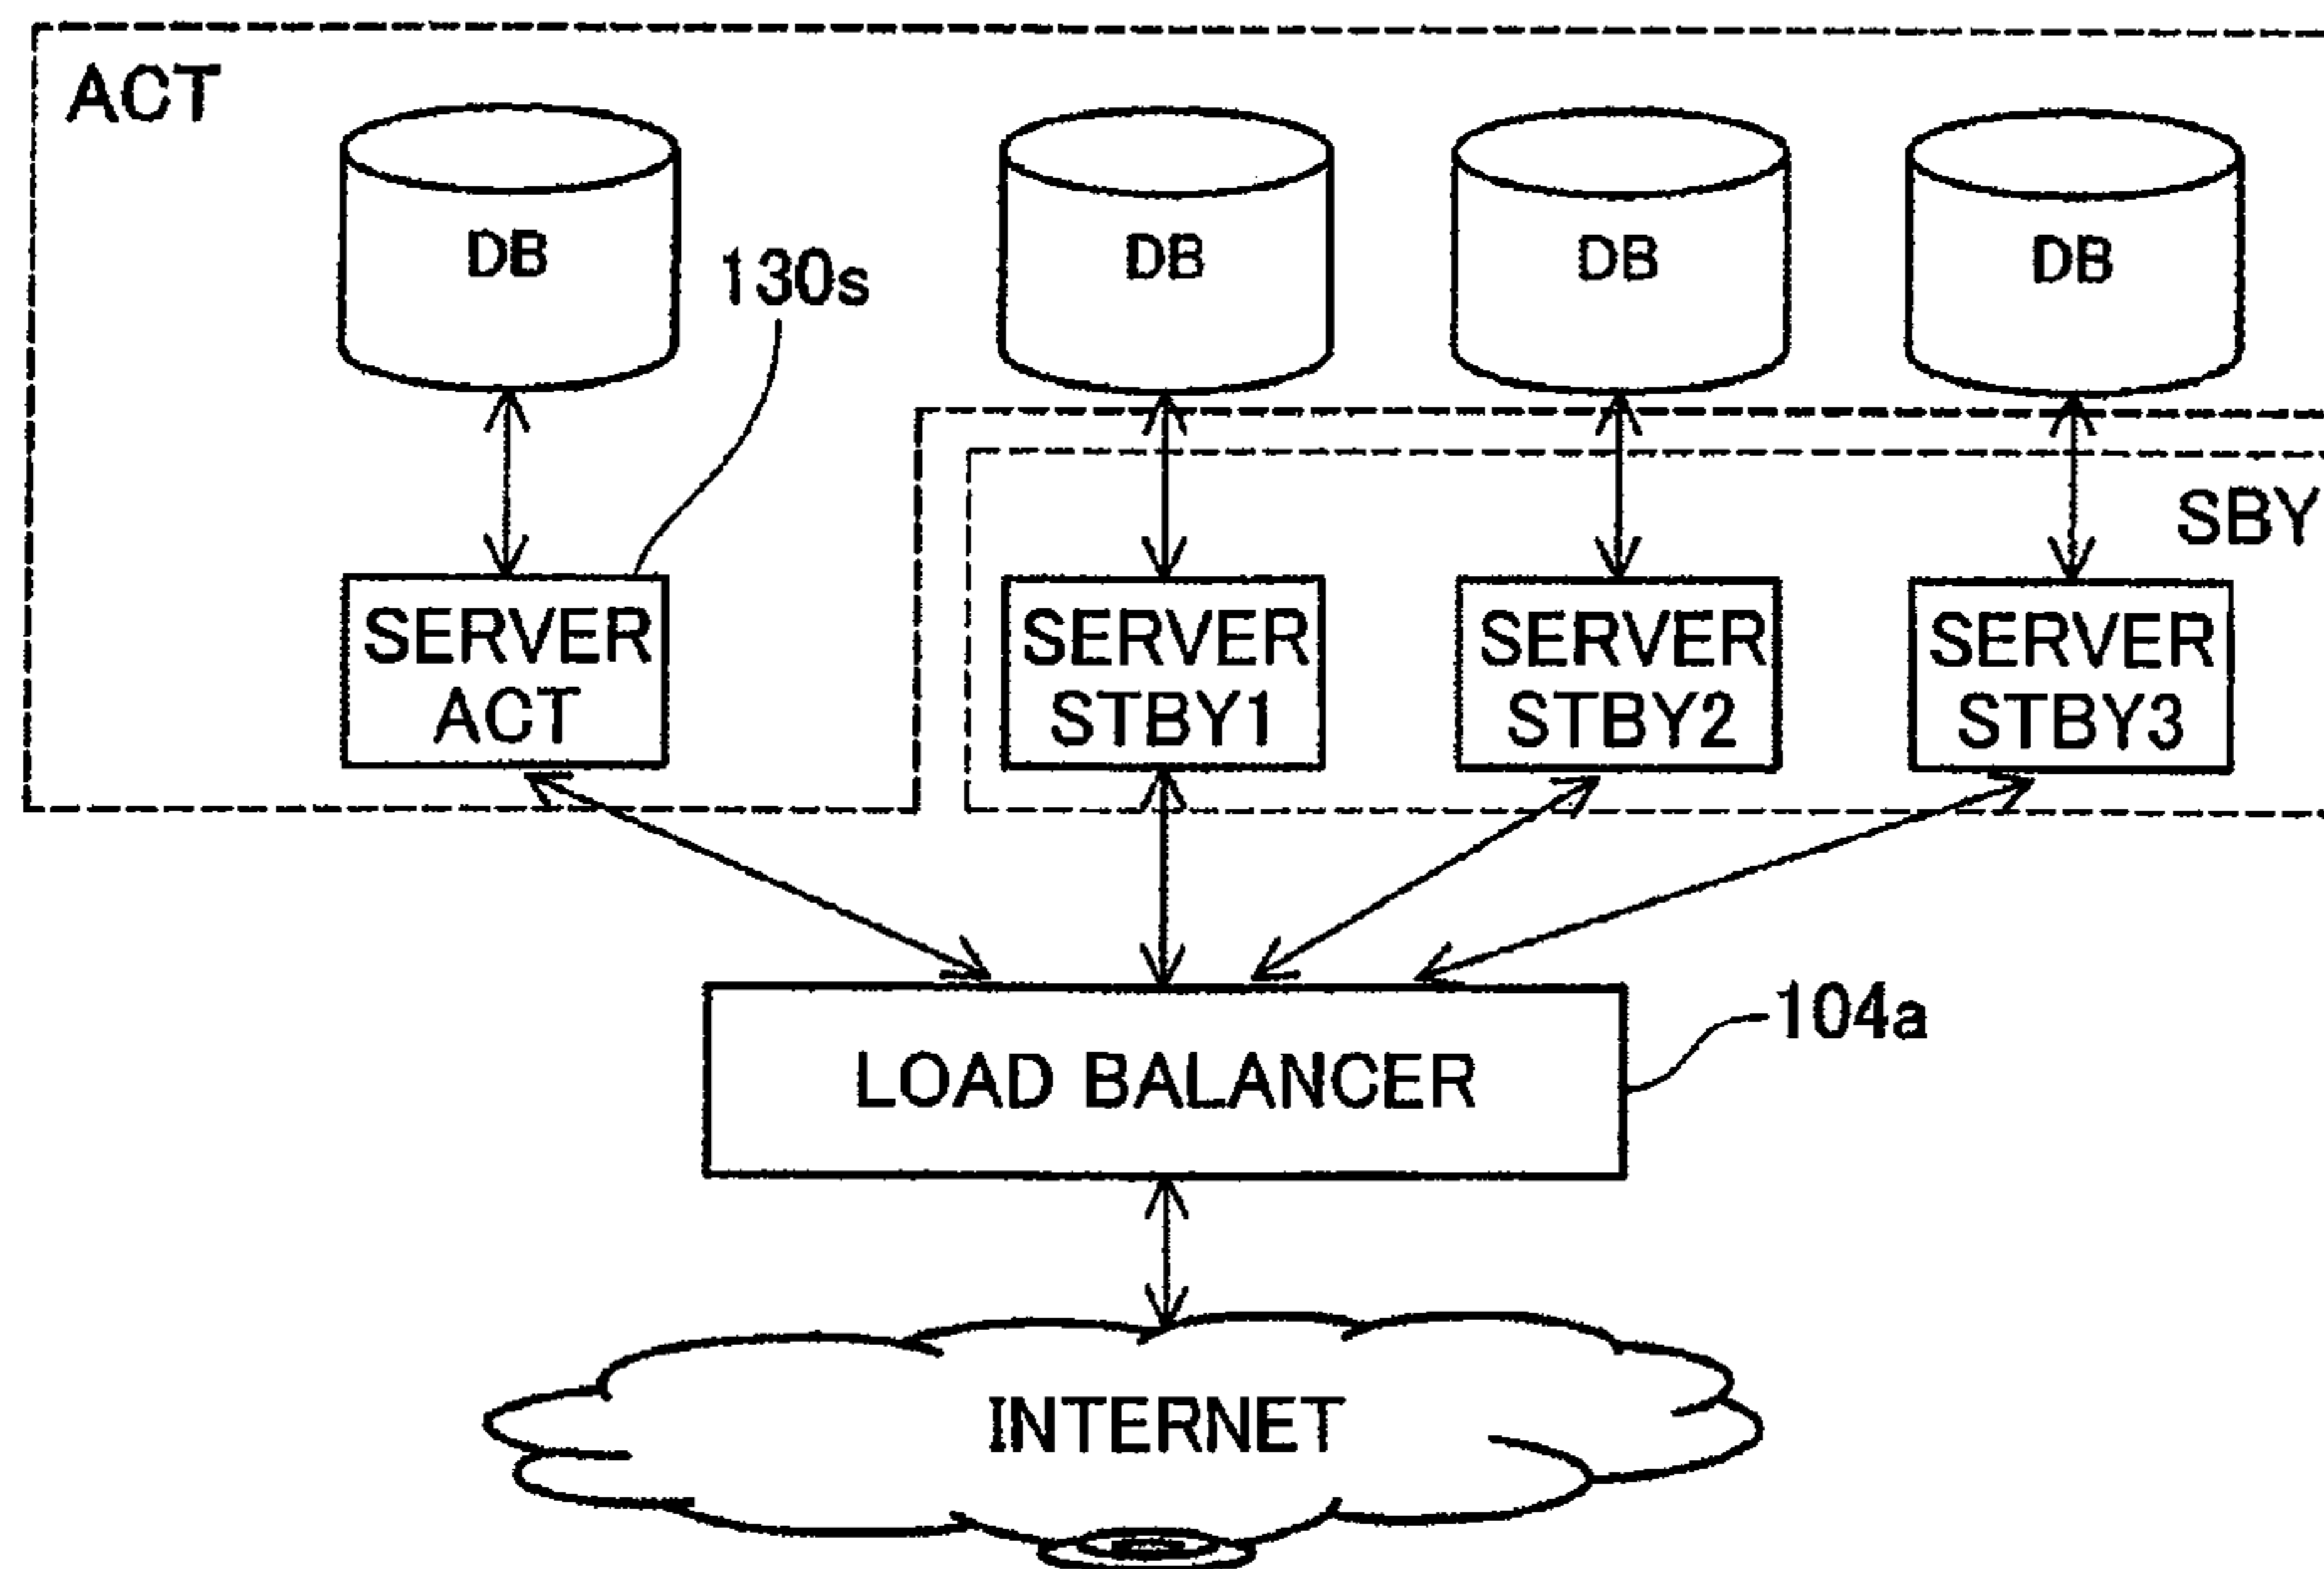 ACT
DB
DB
DB
DB
130s
SBY
SERVER
ACT
SERVER
STBY1
SERVER
STBY2
SERVER
STBY3
LOAD BALANCER
104a
INTERNET